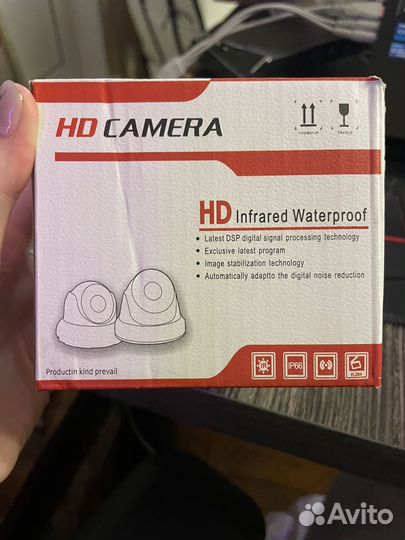 HD CAMERA
THIS WAY UP
FRAGILE
HD Infrared Waterproof
• Latest DSP digital signal processing technology
• Exclusive latest program
• Image stabilization technology
• Automatically adaptto the digital noise reduction
Productin kind prevail
IR
IP66
H.264
Avito